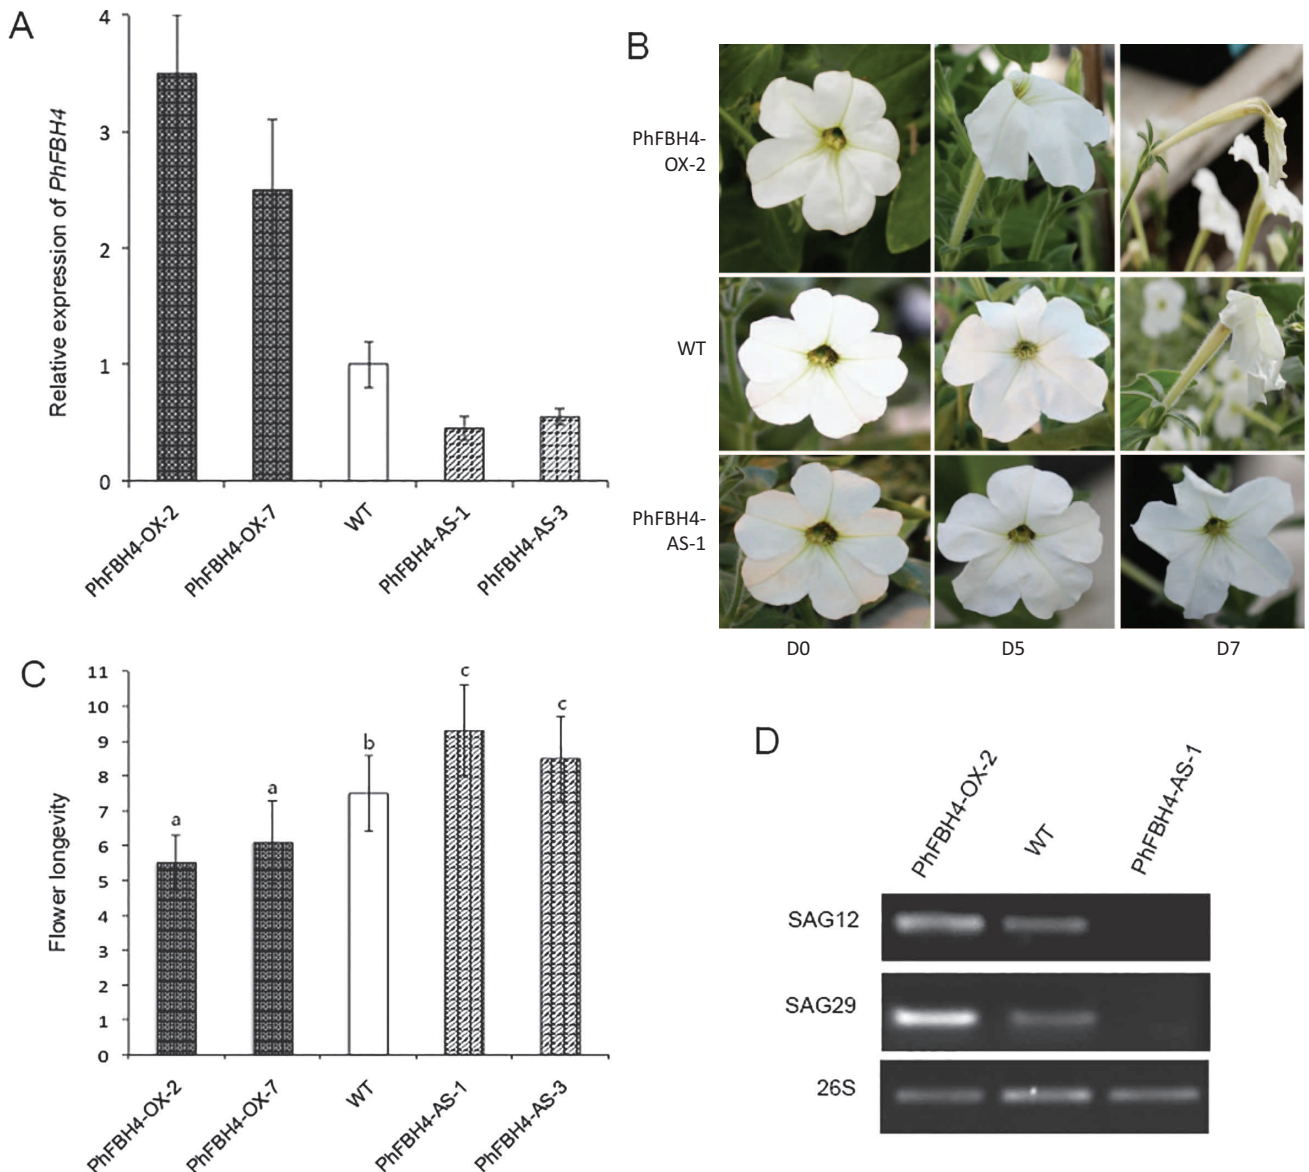 A
Relative expression of PhFBH4
4
3
2
1
0
PhFBH4-OX-2
PhFBH4-OX-7
WT
PhFBH4-AS-1
PhFBH4-AS-3
B
PhFBH4-
OX-2
WT
PhFBH4-
AS-1
D0
D5
D7
C
Flower longevity
11
10
9
8
7
6
5
4
3
2
1
0
a
a
b
c
c
PhFBH4-OX-2
PhFBH4-OX-7
WT
PhFBH4-AS-1
PhFBH4-AS-3
D
PhFBH4-OX-2
WT
PhFBH4-AS-1
SAG12
SAG29
26S